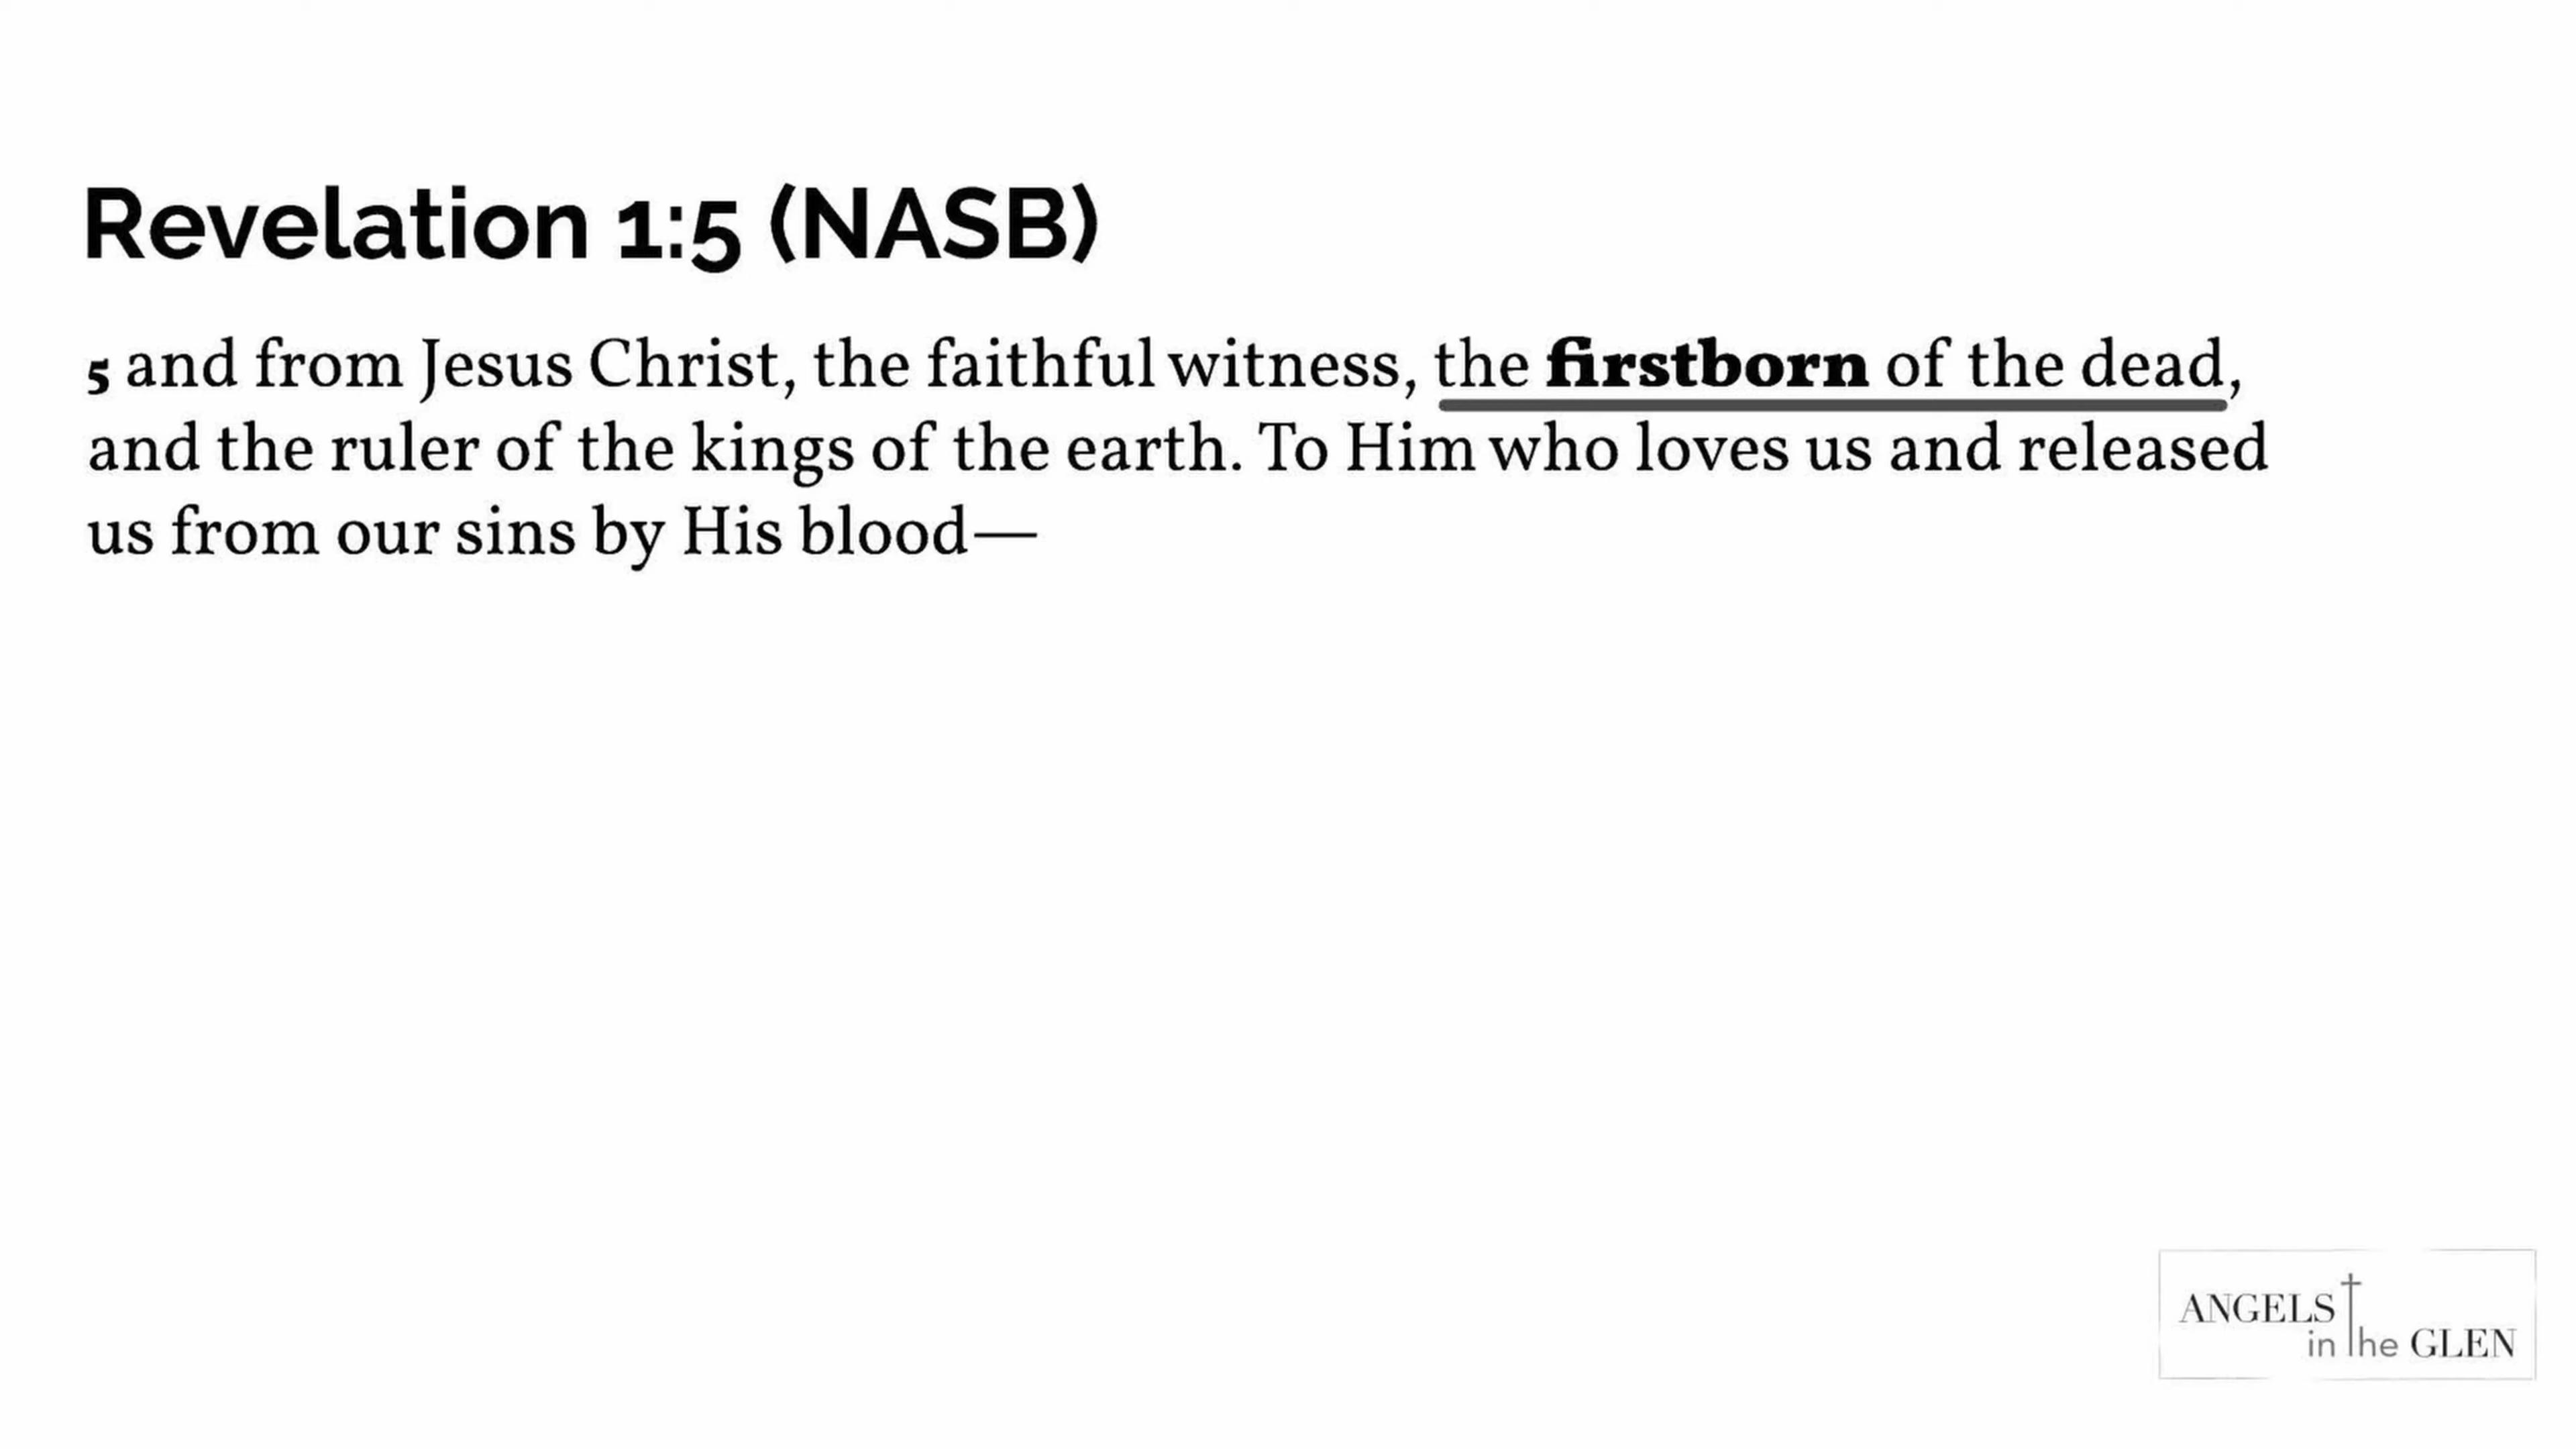 Revelation 1:5 (NASB)
5 and from Jesus Christ, the faithful witness, the firstborn of the dead,
and the ruler of the kings of the earth. To Him who loves us and released
us from our sins by His blood—
ANGELS
in the GLEN